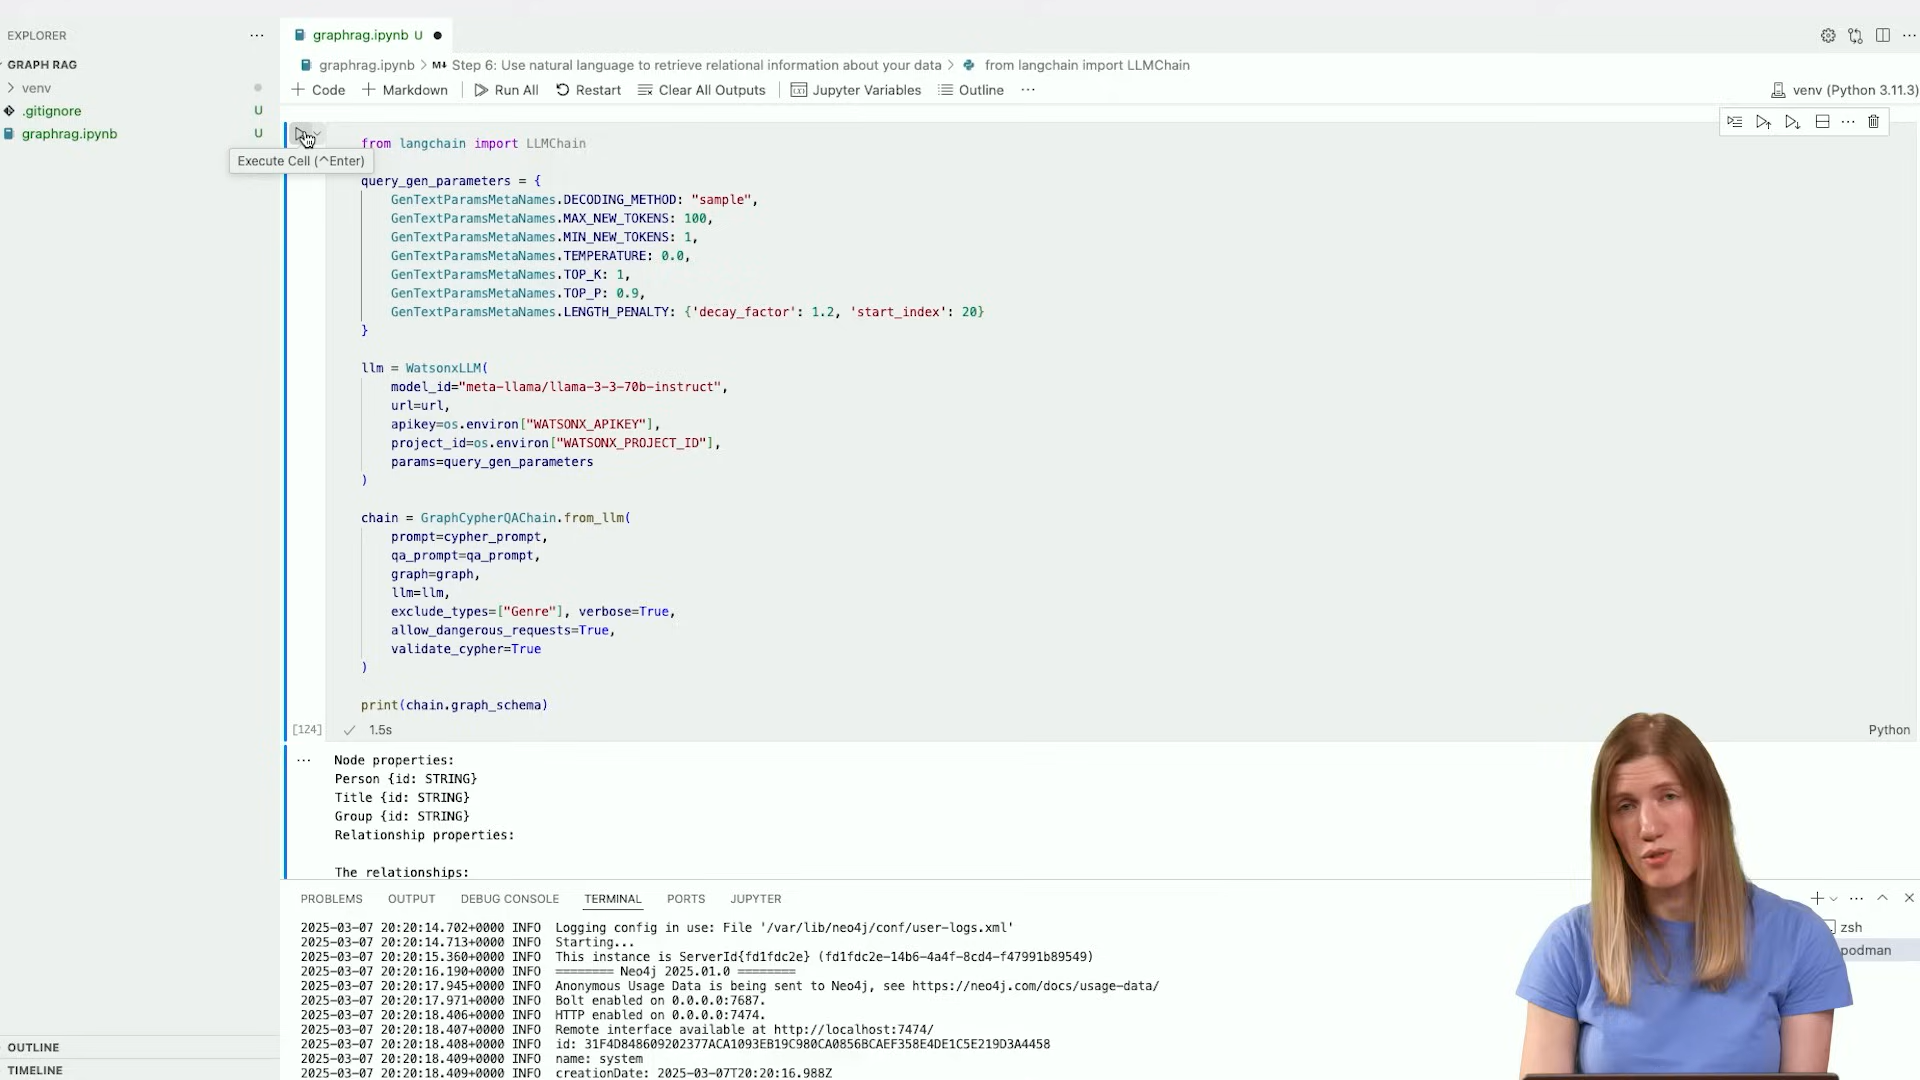 EXPLORER
GRAPH RAG
venv
.gitignore U
graphrag.ipynb U
graphrag.ipynb U
graphrag.ipynb > M↓ Step 6: Use natural language to retrieve relational information about your data > from langchain import LLMChain
+ Code + Markdown | Run All Restart Clear All Outputs | Jupyter Variables Outline ...
venv (Python 3.11.3)
Execute Cell (^Enter)
from langchain import LLMChain
query_gen_parameters = {
GenTextParamsMetaNames.DECODING_METHOD: "sample",
GenTextParamsMetaNames.MAX_NEW_TOKENS: 100,
GenTextParamsMetaNames.MIN_NEW_TOKENS: 1,
GenTextParamsMetaNames.TEMPERATURE: 0.0,
GenTextParamsMetaNames.TOP_K: 1,
GenTextParamsMetaNames.TOP_P: 0.9,
GenTextParamsMetaNames.LENGTH_PENALTY: {'decay_factor': 1.2, 'start_index': 20}
}
llm = WatsonxLLM(
model_id="meta-llama/llama-3-3-70b-instruct",
url=url,
apikey=os.environ["WATSONX_APIKEY"],
project_id=os.environ["WATSONX_PROJECT_ID"],
params=query_gen_parameters
)
chain = GraphCypherQAChain.from_llm(
prompt=cypher_prompt,
qa_prompt=qa_prompt,
graph=graph,
llm=llm,
exclude_types=["Genre"], verbose=True,
allow_dangerous_requests=True,
validate_cypher=True
)
print(chain.graph_schema)
[124] ✓ 1.5s
Python
Node properties:
Person {id: STRING}
Title {id: STRING}
Group {id: STRING}
Relationship properties:
The relationships:
PROBLEMS OUTPUT DEBUG CONSOLE TERMINAL PORTS JUPYTER
2025-03-07 20:20:14.702+0000 INFO Logging config in use: File '/var/lib/neo4j/conf/user-logs.xml'
2025-03-07 20:20:14.713+0000 INFO Starting...
2025-03-07 20:20:15.360+0000 INFO This instance is ServerId{fd1fdc2e} (fd1fdc2e-14b6-4a4f-8cd4-f47991b89549)
2025-03-07 20:20:16.190+0000 INFO ======== Neo4j 2025.01.0 ========
2025-03-07 20:20:17.945+0000 INFO Anonymous Usage Data is being sent to Neo4j, see https://neo4j.com/docs/usage-data/
2025-03-07 20:20:17.971+0000 INFO Bolt enabled on 0.0.0.0:7687.
2025-03-07 20:20:18.406+0000 INFO HTTP enabled on 0.0.0.0:7474.
2025-03-07 20:20:18.407+0000 INFO Remote interface available at http://localhost:7474/
2025-03-07 20:20:18.408+0000 INFO id: 31F4D848609202377ACA1093EB19C980CA0856BCAEF358E4DE1C5E219D3A4458
2025-03-07 20:20:18.409+0000 INFO name: system
2025-03-07 20:20:18.409+0000 INFO creationDate: 2025-03-07T20:20:16.988Z
zsh
podman
OUTLINE
TIMELINE